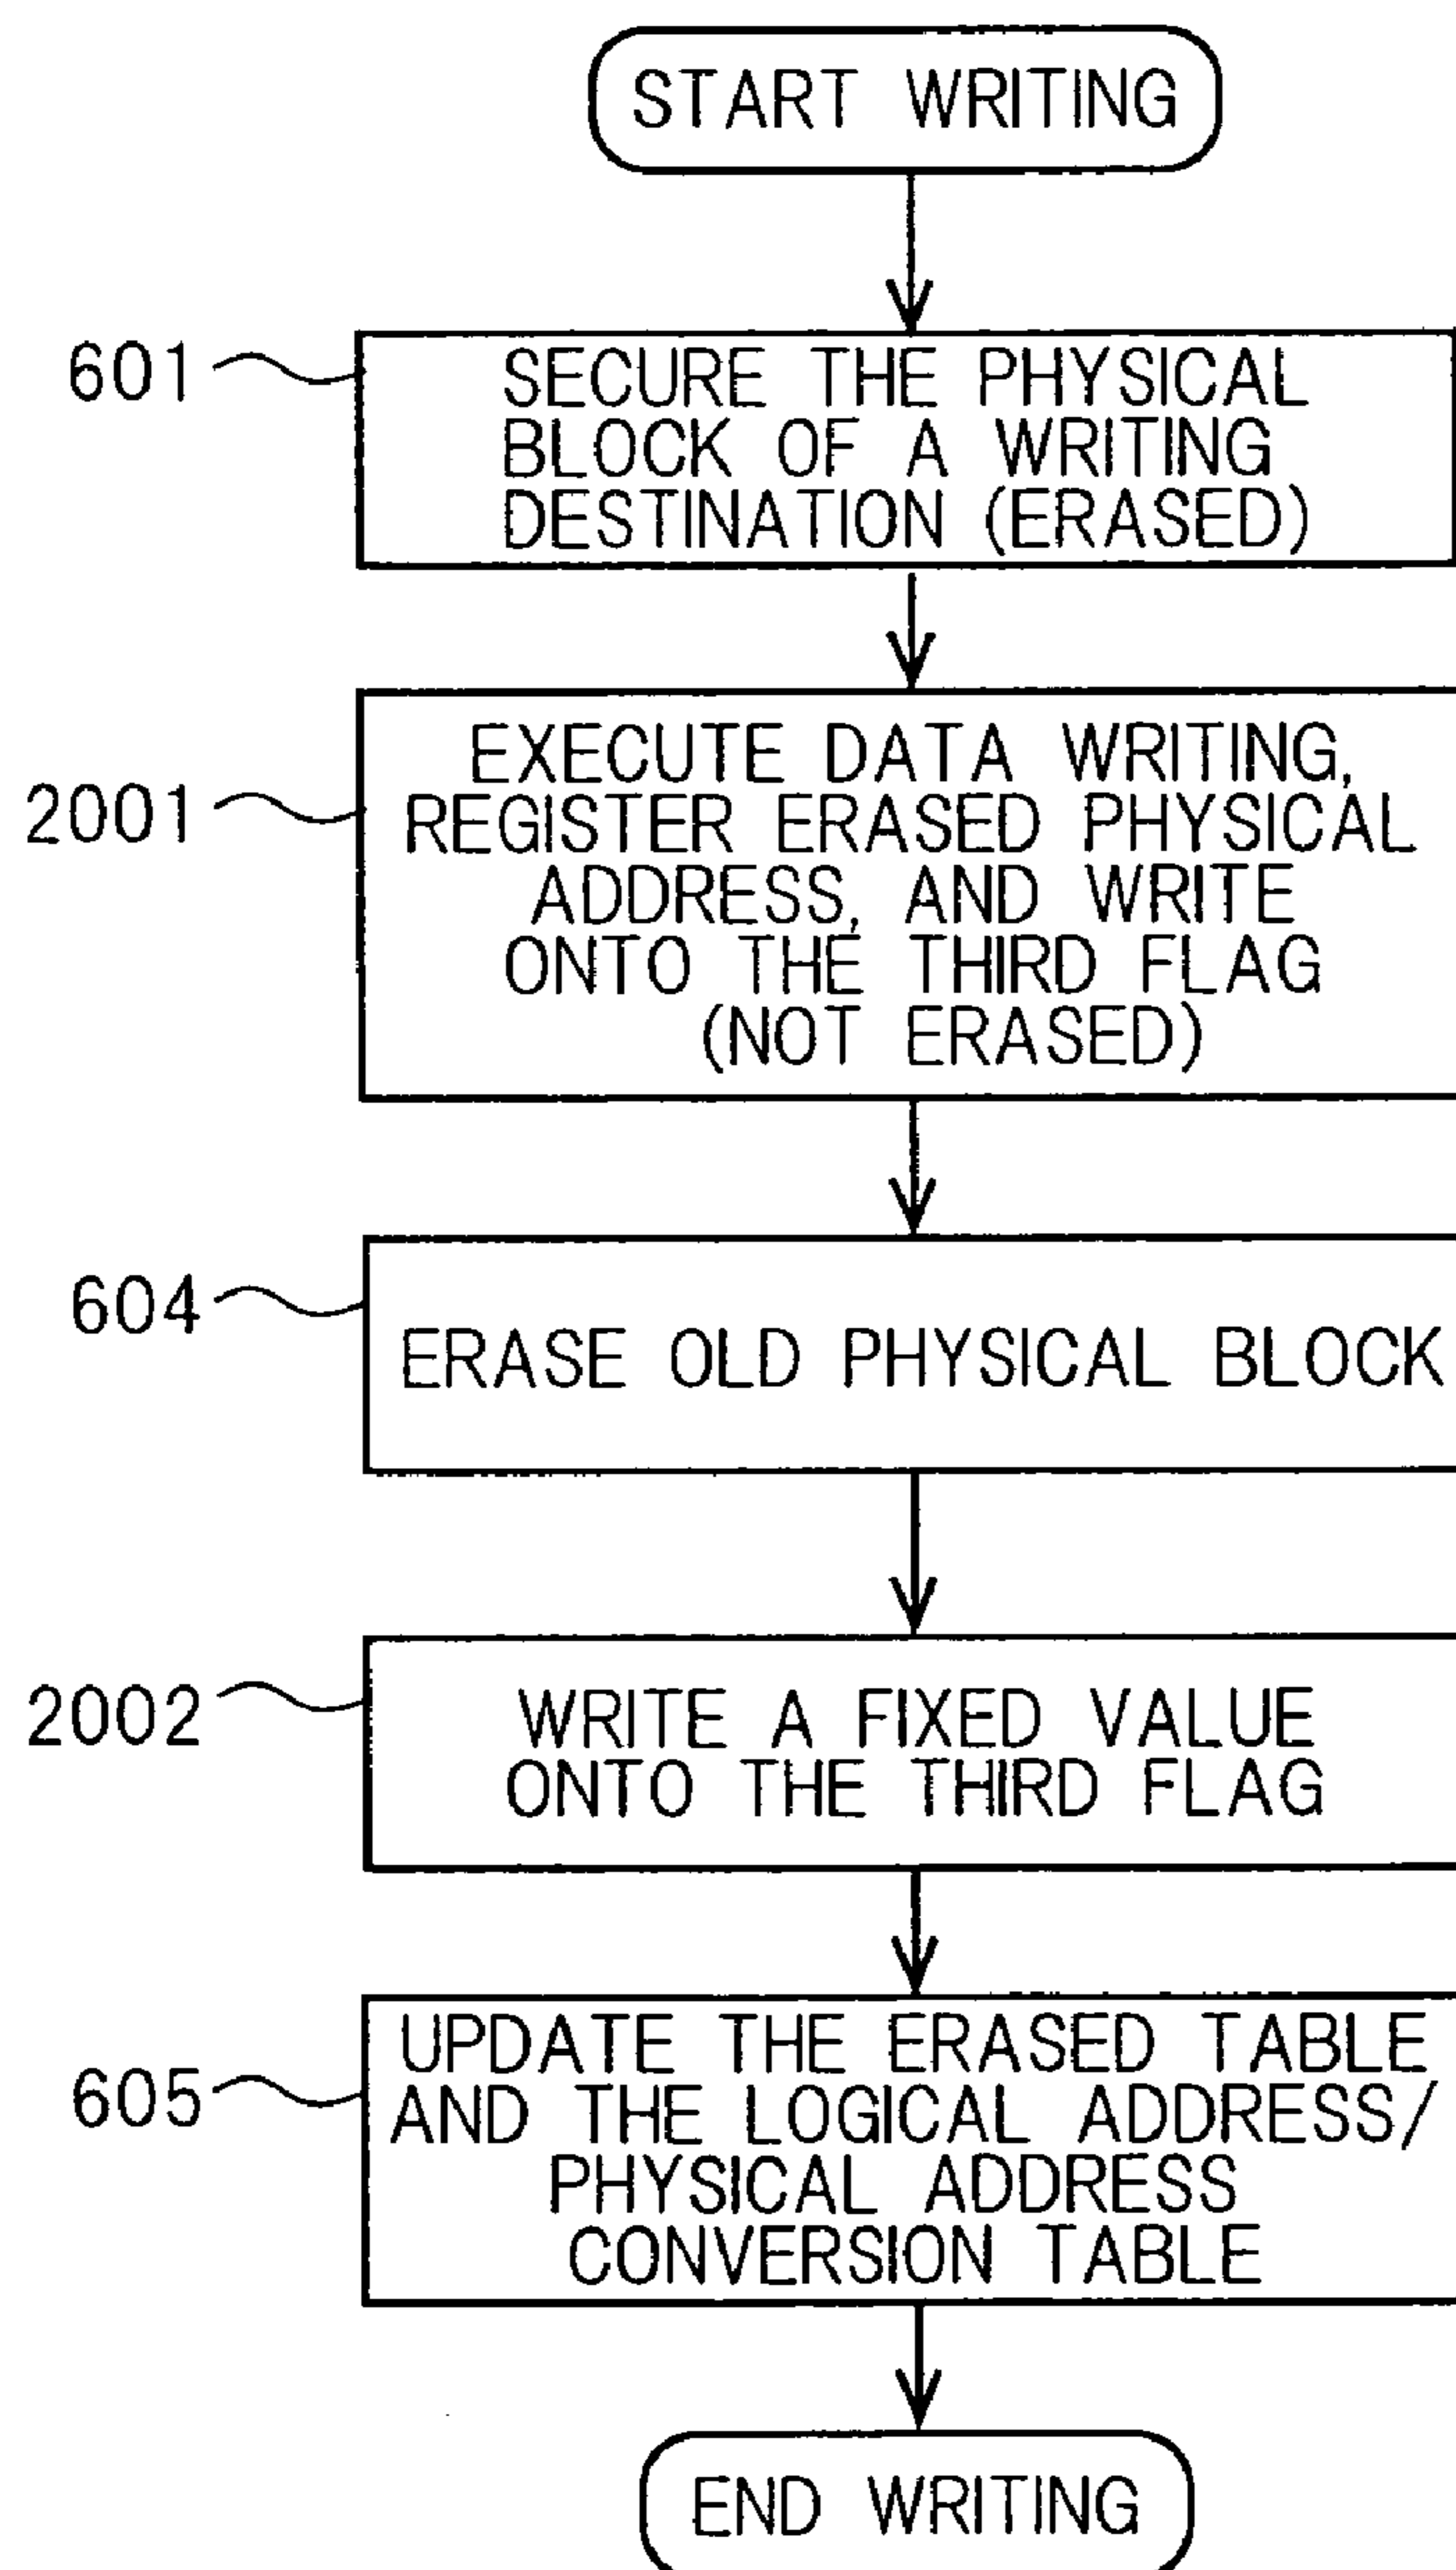 START WRITING
601
SECURE THE PHYSICAL
BLOCK OF A WRITING
DESTINATION (ERASED)
2001
EXECUTE DATA WRITING,
REGISTER ERASED PHYSICAL
ADDRESS, AND WRITE
ONTO THE THIRD FLAG
(NOT ERASED)
604
ERASE OLD PHYSICAL BLOCK
2002
WRITE A FIXED VALUE
ONTO THE THIRD FLAG
605
UPDATE THE ERASED TABLE
AND THE LOGICAL ADDRESS/
PHYSICAL ADDRESS
CONVERSION TABLE
END WRITING